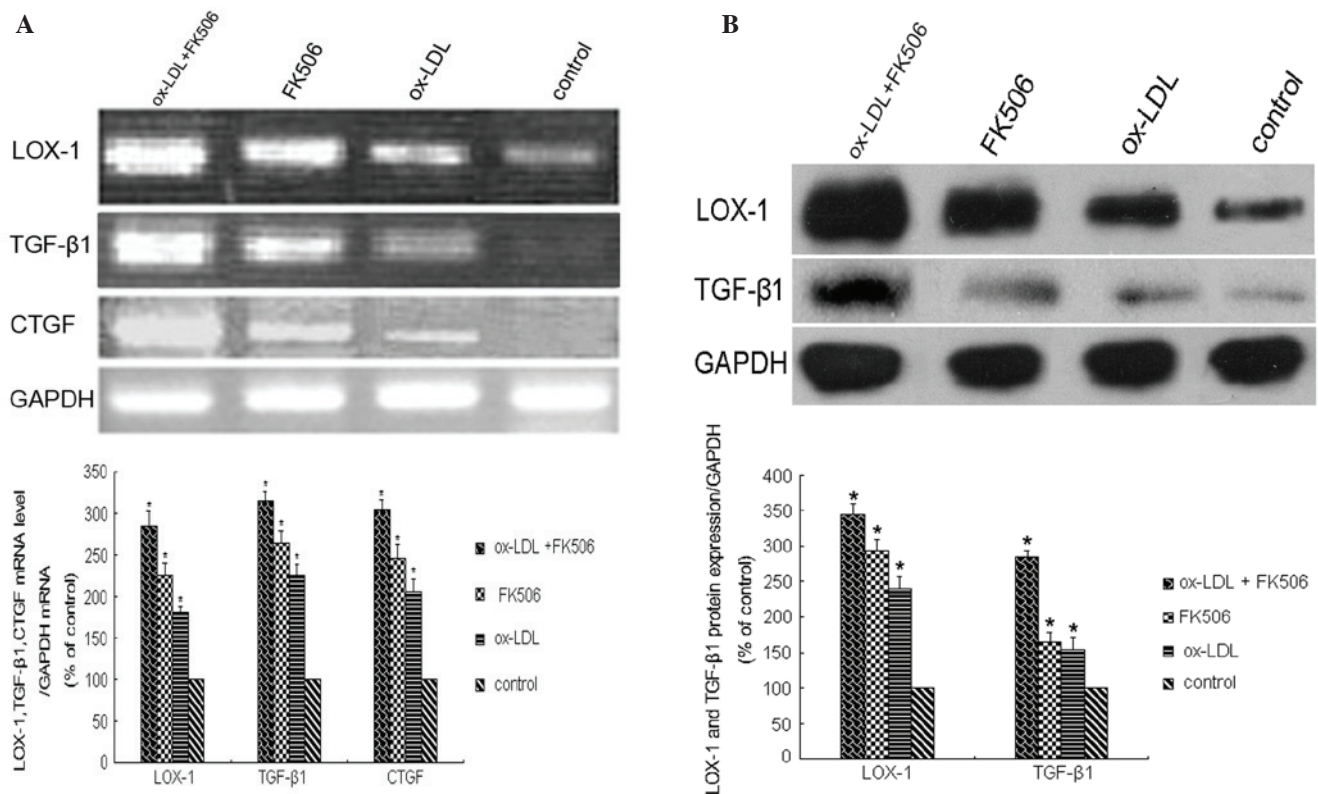 A
ox-LDL+FK506
FK506
ox-LDL
control
LOX-1
TGF-β1
CTGF
GAPDH
LOX-1,TGF-β1,CTGF mRNA level
/GAPDH mRNA
(% of control)
350
300
250
200
150
100
50
0
* * *
* * *
* * *
LOX-1
TGF-β1
CTGF
ox-LDL +FK506
FK506
ox-LDL
control
B
ox-LDL+FK506
FK506
ox-LDL
control
LOX-1
TGF-β1
GAPDH
LOX-1 and TGF-β1 protein expression/GAPDH
(% of control)
400
350
300
250
200
150
100
50
0
* * *
* * *
LOX-1
TGF-β1
ox-LDL + FK506
FK506
ox-LDL
control